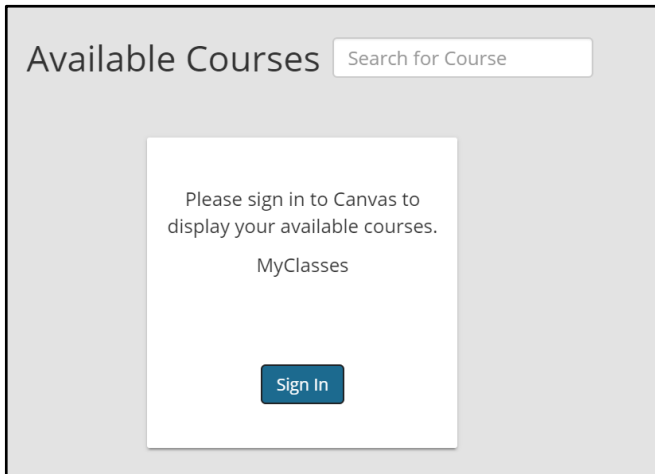 Available Courses Search for Course
Please sign in to Canvas to
display your available courses.
MyClasses
Sign In